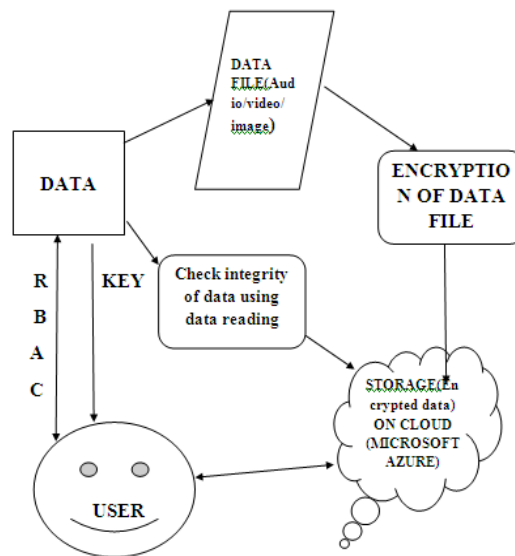 DATA
FILE(Aud
io/video/
image)
DATA
ENCRYPTIO
N OF DATA
FILE
R
B
A
C
KEY
Check integrity
of data using
data reading
STORAGE(En
crypted data)
ON CLOUD
(MICROSOFT
AZURE)
USER